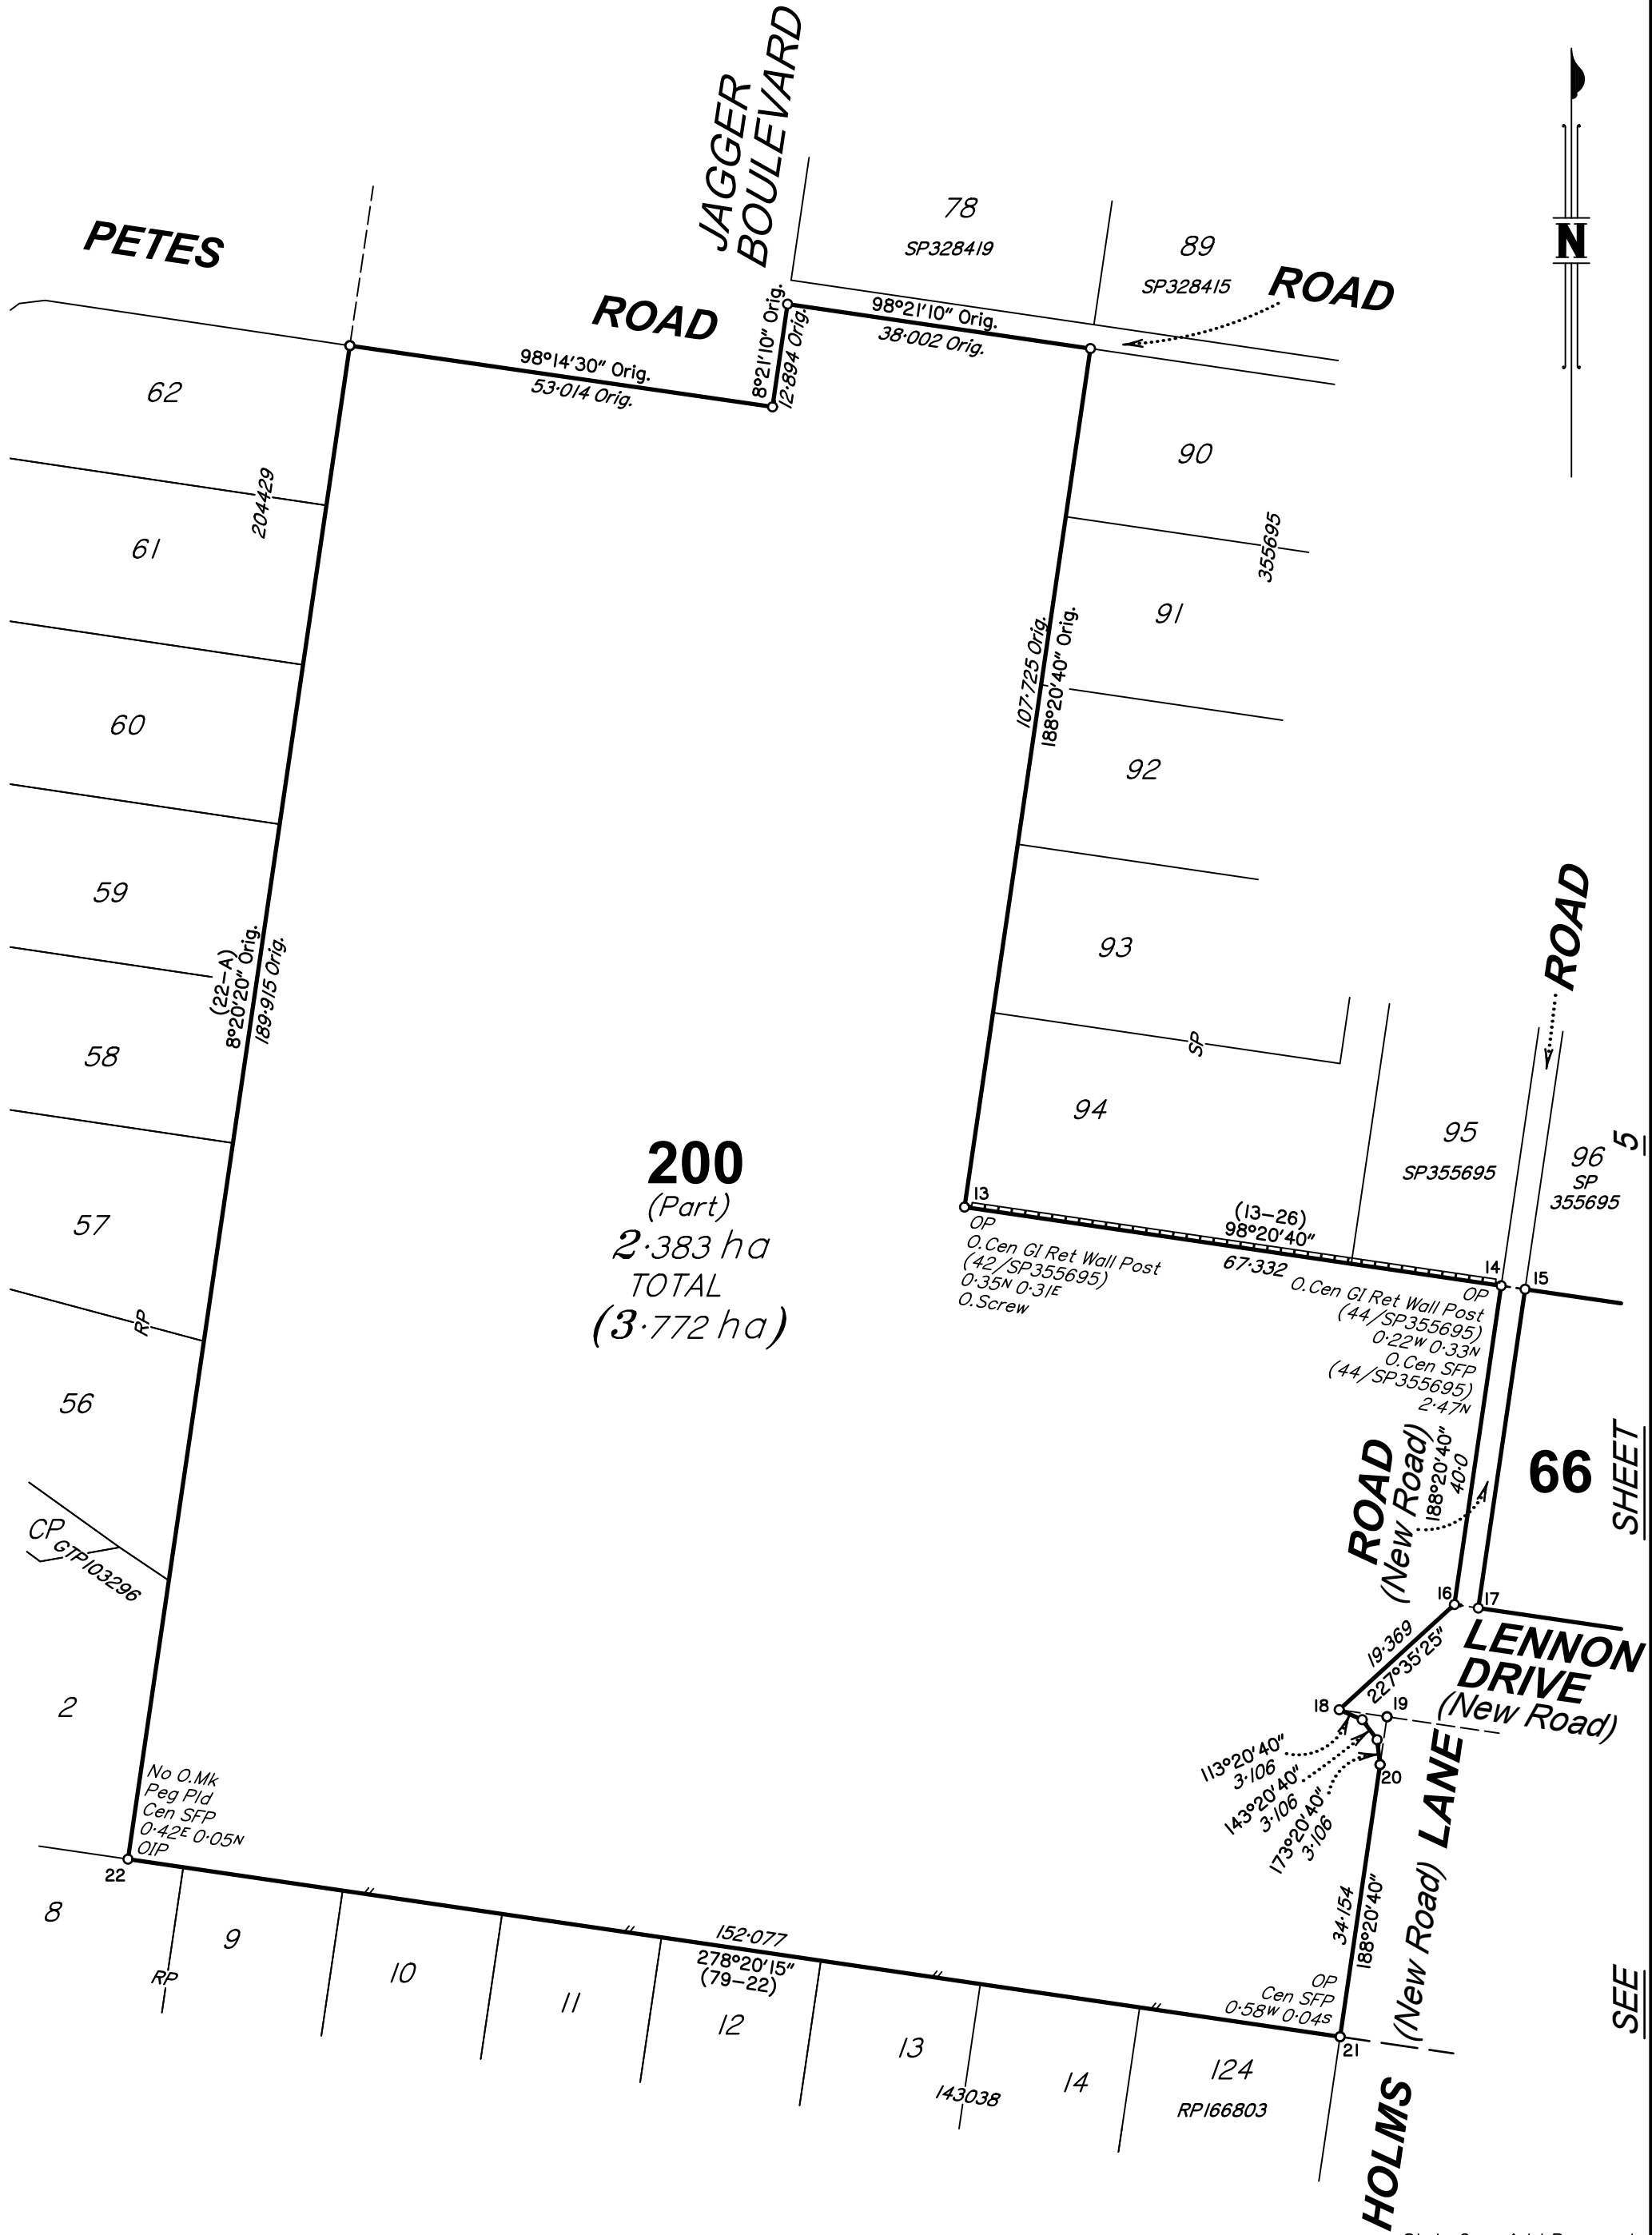 JAGGER
BOULEVARD
PETES
ROAD
78
SP328419
89
SP328415
ROAD
N
98°21'10" Orig.
38·002 Orig.
8°21'10" Orig.
12·894 Orig.
98°14'30" Orig.
53·014 Orig.
62
204429
61
60
59
58
57
RP
56
CP
GTP103296
2
(22-A)
8°20'20" Orig.
189·915 Orig.
90
355695
91
107·725 Orig.
188°20'40" Orig.
92
93
SP
94
95
SP355695
96
SP
355695
ROAD
5
200
(Part)
2·383 ha
TOTAL
(3·772 ha)
13
OP
O.Cen GI Ret Wall Post
(42/SP355695)
0·35N 0·31E
O.Screw
(13-26)
98°20'40"
67·332
14
15
OP
O.Cen GI Ret Wall Post
(44/SP355695)
0·22W 0·33N
O.Cen SFP
(44/SP355695)
2·47N
ROAD
(New Road)
188°20'40"
40·0
66
SHEET
16
17
19·369
227°35'25"
LENNON
DRIVE
(New Road)
18
19
113°20'40"
3·106
143°20'40"
3·106
173°20'40"
3·106
20
34·154
188°20'40"
HOLMS (New Road) LANE
SEE
No O.Mk
Peg Pld
Cen SFP
0·42E 0·05N
OIP
22
8
9
RP
10
11
152·077
278°20'15"
(79-22)
12
13
143038
14
OP
Cen SFP
0·58W 0·04S
21
124
RP166803